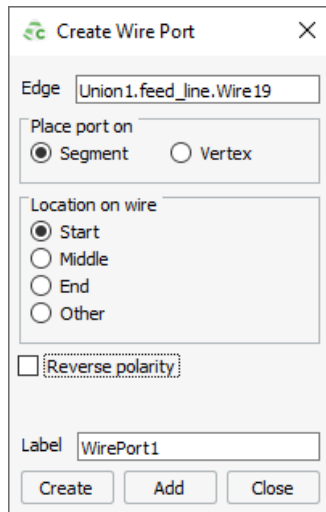 Create Wire Port
Edge Union1.feed_line.Wire19
Place port on
Segment Vertex
Location on wire
Start
Middle
End
Other
Reverse polarity
Label WirePort1
Create Add Close